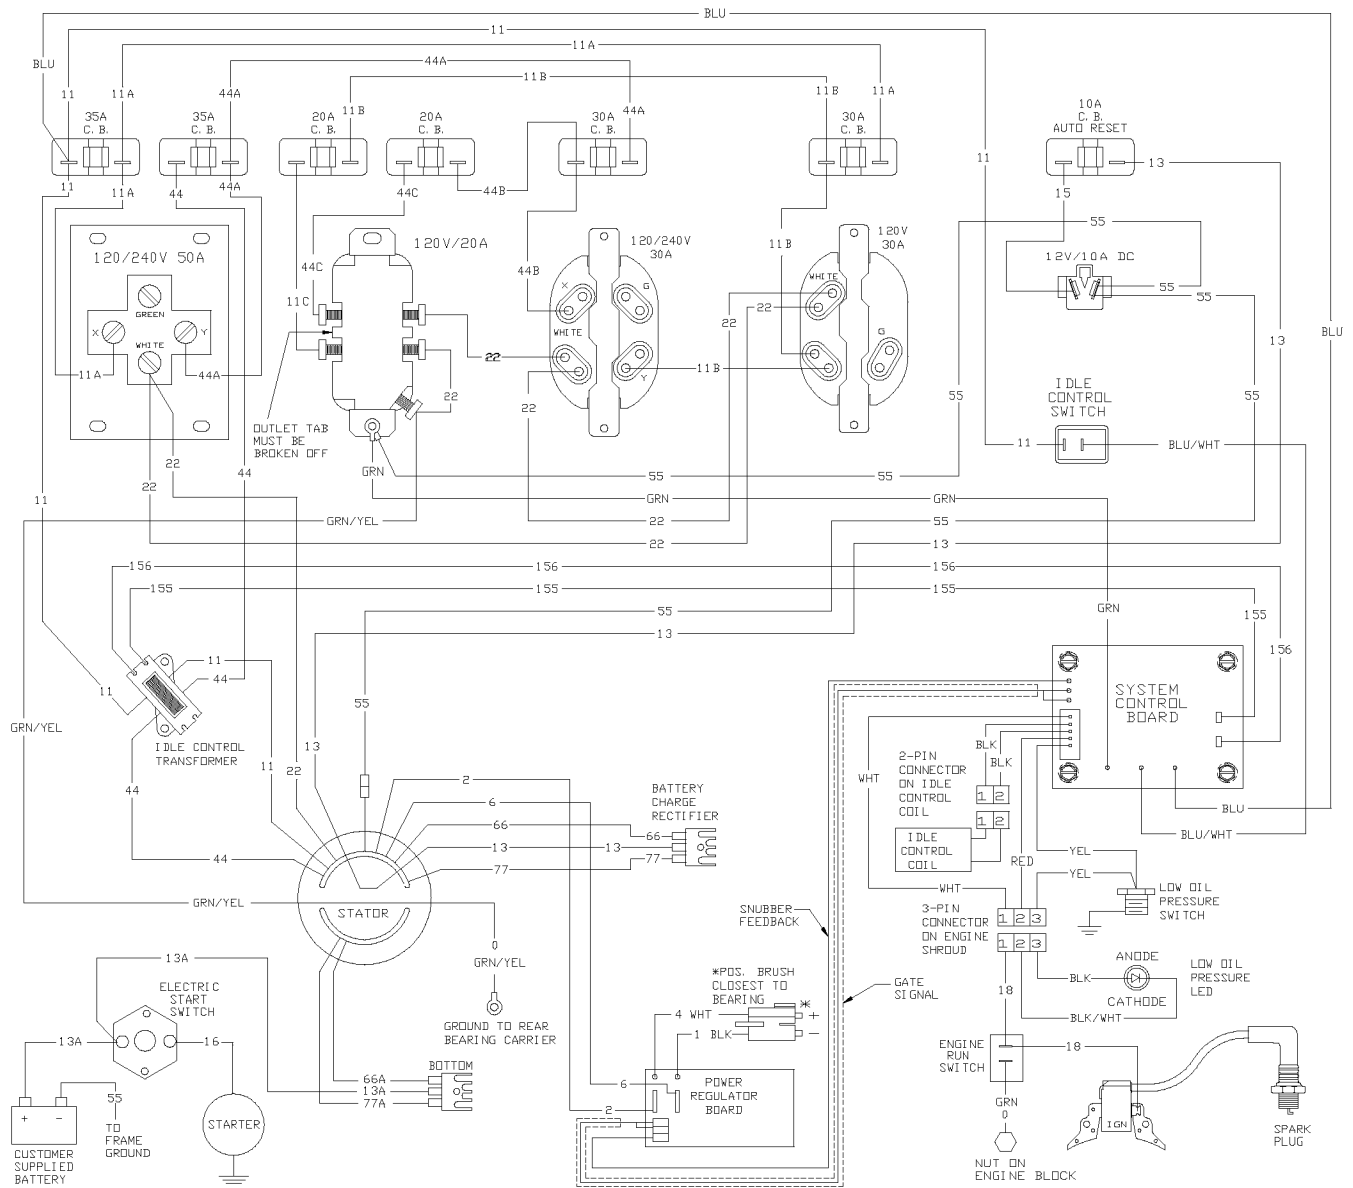 BLU
11
11A
BLU
44A
11B
11
11A
44A
11B
44A
11B
11A
35A
C. B.
35A
C. B.
20A
C. B.
20A
C. B.
30A
C. B.
30A
C. B.
10A
C. B.
AUTO RESET
11
13
11
11A
44A
44
44C
44B
15
55
120/240V 50A
120V/20A
120/240V
30A
120V
30A
11B
12V/10A DC
44C
44B
11C
X
G
WHITE
55
55
GREEN
X
Y
WHITE
22
22
WHITE
G
BLU
13
11A
44A
22
Y
11B
22
22
55
55
IDLE
CONTROL
SWITCH
OUTLET TAB
MUST BE
BROKEN OFF
11
BLU/WHT
22
44
GRN
55
55
22
11
GRN
GRN
GRN/YEL
22
55
22
13
156
156
156
155
155
155
GRN
55
13
155
156
11
44
11
55
SYSTEM
CONTROL
BOARD
GRN/YEL
IDLE CONTROL
TRANSFORMER
13
11
22
44
2
6
BATTERY
CHARGE
RECTIFIER
BLK
BLK
2-PIN
CONNECTOR
ON IDLE
CONTROL
COIL
WHT
1 2
1 2
BLU
66
66
13
13
77
77
44
BLU/WHT
IDLE
CONTROL
COIL
RED
YEL
YEL
WHT
GRN/YEL
STATOR
SNUBBER
FEEDBACK
3-PIN
CONNECTOR
ON ENGINE
SHROUD
1 2 3
1 2 3
LOW OIL
PRESSURE
SWITCH
0
GRN/YEL
13A
*POS. BRUSH
CLOSEST TO
BEARING
GATE
SIGNAL
ANODE
BLK
CATHODE
LOW OIL
PRESSURE
LED
ELECTRIC
START
SWITCH
18
*
4 WHT
+
1 BLK
-
BLK/WHT
GROUND TO REAR
BEARING CARRIER
13A
16
ENGINE
RUN
SWITCH
18
BOTTOM
66A
13A
77A
6
2
POWER
REGULATOR
BOARD
55
+ -
TO
FRAME
GROUND
STARTER
GRN
0
IGN
SPARK
PLUG
CUSTOMER
SUPPLIED
BATTERY
NUT ON
ENGINE BLOCK